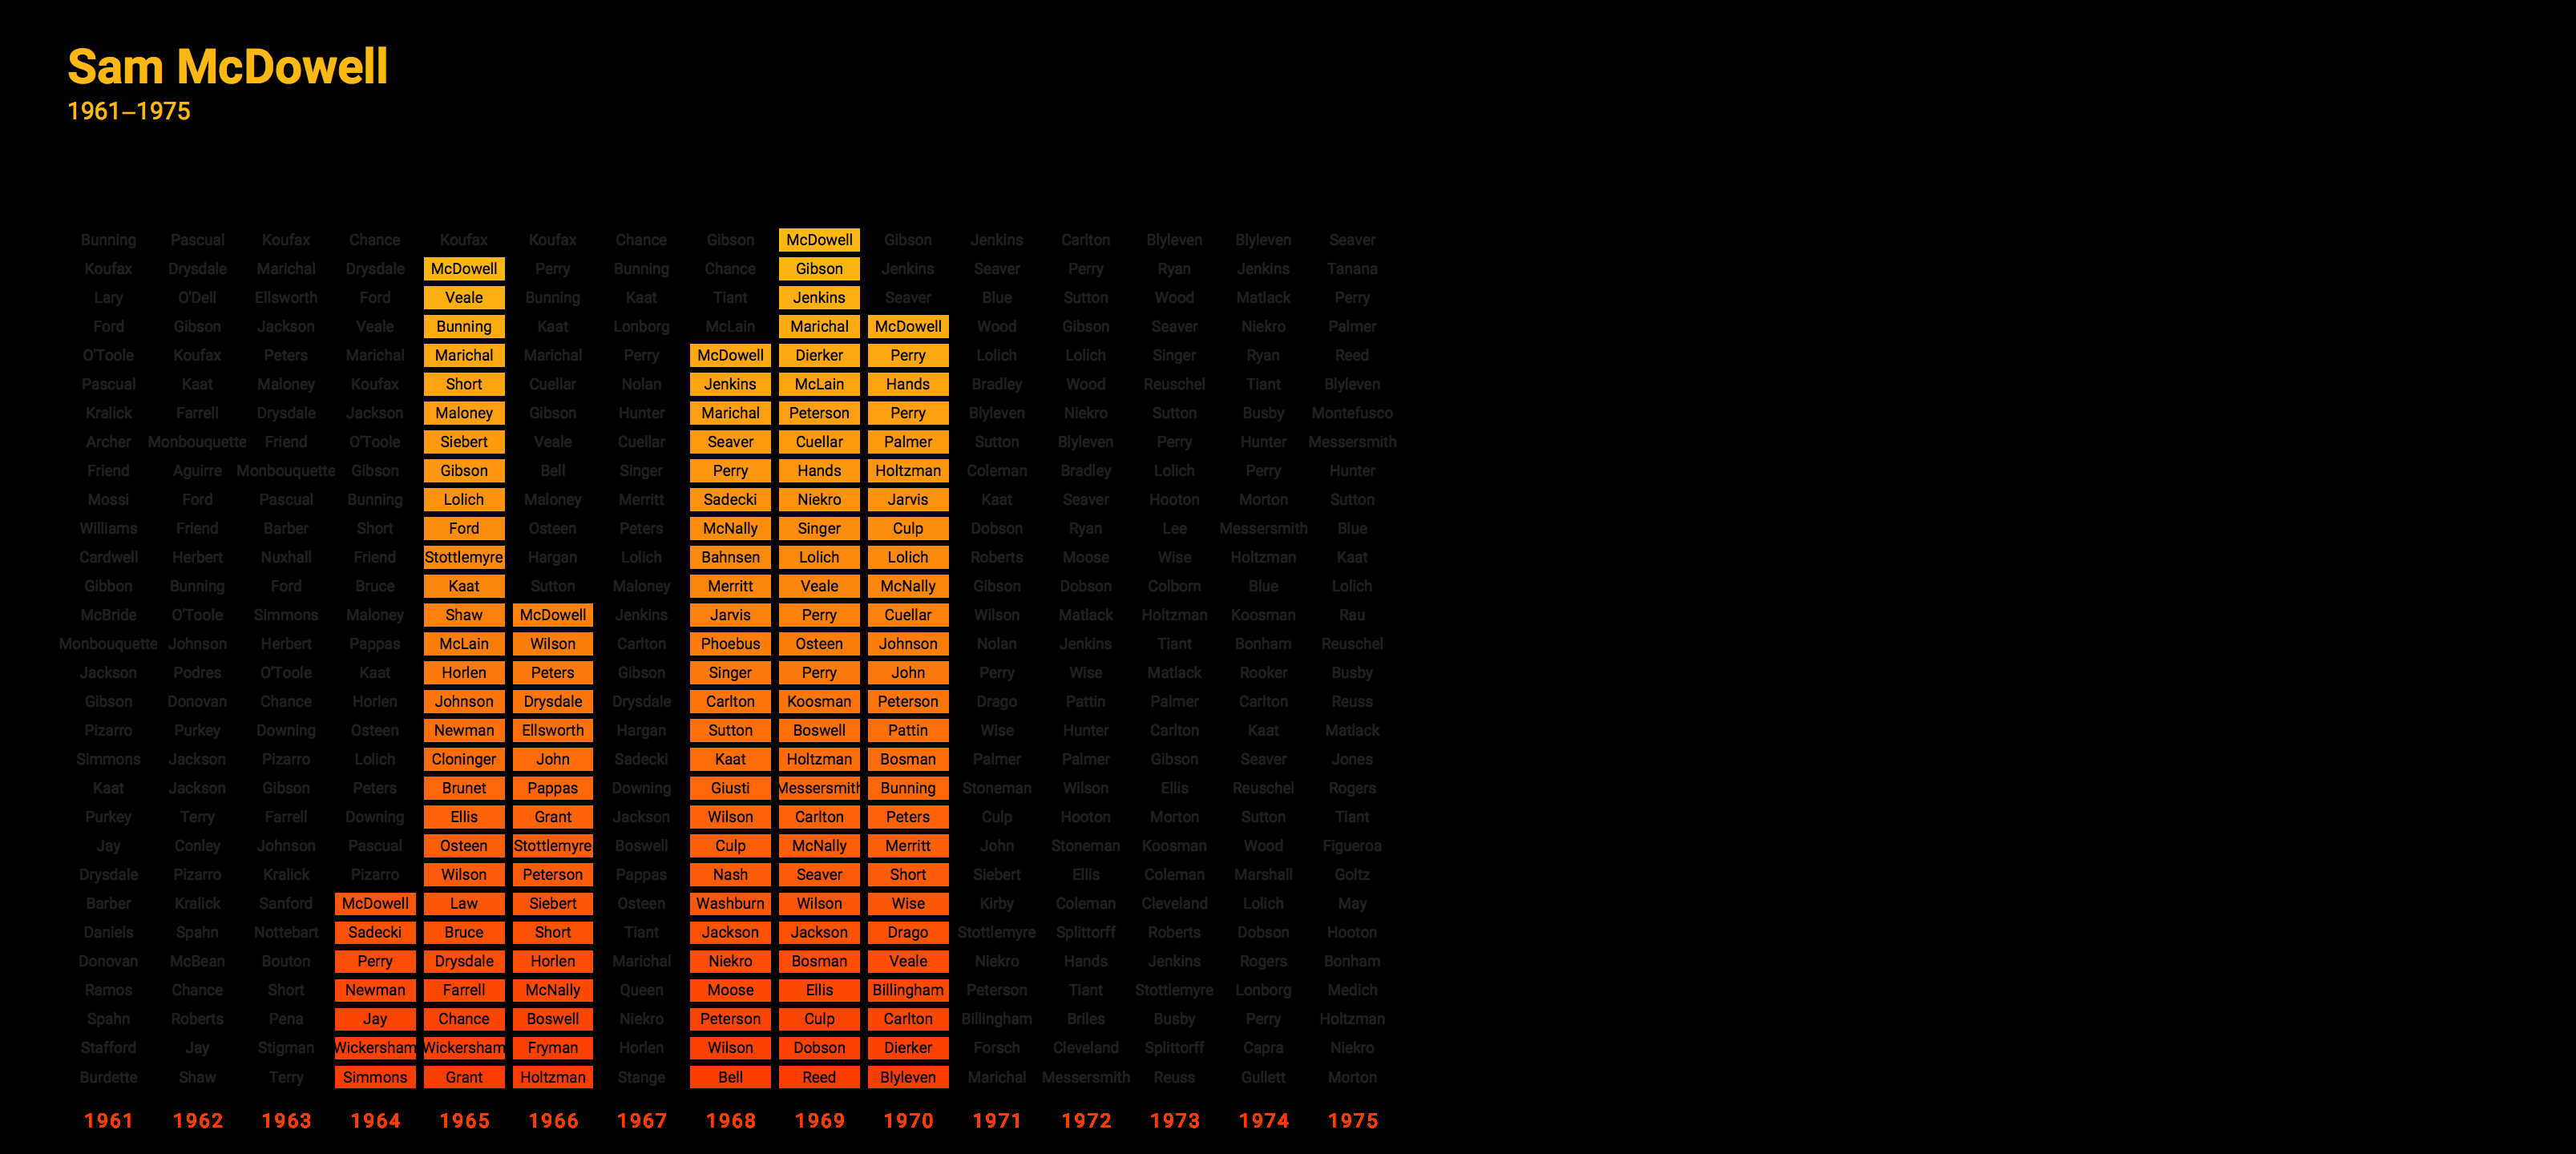 Sam McDowell
1961–1975
Bunning Pascual Koufax Chance Koufax Koufax Chance Gibson McDowell Gibson Jenkins Carlton Blyleven Blyleven Seaver
Koufax Drysdale Marichal Drysdale McDowell Perry Bunning Chance Gibson Jenkins Seaver Perry Ryan Jenkins Tanana
Lary O'Dell Ellsworth Ford Veale Bunning Kaat Tiant Jenkins Seaver Blue Sutton Wood Matlack Perry
Ford Gibson Jackson Veale Bunning Kaat Lonborg McLain Marichal McDowell Wood Gibson Seaver Niekro Palmer
O'Toole Koufax Peters Marichal Marichal Marichal Perry McDowell Dierker Perry Lolich Lolich Singer Ryan Reed
Pascual Kaat Maloney Koufax Short Cuellar Nolan Jenkins McLain Hands Bradley Wood Reuschel Tiant Blyleven
Kralick Farrell Drysdale Jackson Maloney Gibson Hunter Marichal Peterson Perry Blyleven Niekro Sutton Busby Montefusco
Archer Monbouquette Friend O'Toole Siebert Veale Cuellar Seaver Cuellar Palmer Sutton Blyleven Perry Hunter Messersmith
Friend Aguirre Monbouquette Gibson Gibson Bell Singer Perry Hands Holtzman Coleman Bradley Lolich Perry Hunter
Mossi Ford Pascual Bunning Lolich Maloney Merritt Sadecki Niekro Jarvis Kaat Seaver Hooton Morton Sutton
Williams Friend Barber Short Ford Osteen Peters McNally Singer Culp Dobson Ryan Lee Messersmith Blue
Cardwell Herbert Nuxhall Friend Stottlemyre Hargan Lolich Bahnsen Lolich Lolich Roberts Moose Wise Holtzman Kaat
Gibbon Bunning Ford Bruce Kaat Sutton Maloney Merritt Veale McNally Gibson Dobson Colborn Blue Lolich
McBride O'Toole Simmons Maloney Shaw McDowell Jenkins Jarvis Perry Cuellar Wilson Matlack Holtzman Koosman Rau
Monbouquette Johnson Herbert Pappas McLain Wilson Carlton Phoebus Osteen Johnson Nolan Jenkins Tiant Bonham Reuschel
Jackson Podres O'Toole Kaat Horlen Peters Gibson Singer Perry John Perry Wise Matlack Rooker Busby
Gibson Donovan Chance Horlen Johnson Drysdale Drysdale Carlton Koosman Peterson Drago Pattin Palmer Carlton Reuss
Pizarro Purkey Downing Osteen Newman Ellsworth Hargan Sutton Boswell Pattin Wise Hunter Carlton Kaat Matlack
Simmons Jackson Pizarro Lolich Cloninger John Sadecki Kaat Holtzman Bosman Palmer Palmer Gibson Seaver Jones
Kaat Jackson Gibson Peters Brunet Pappas Downing Giusti Messersmith Bunning Stoneman Wilson Ellis Reuschel Rogers
Purkey Terry Farrell Downing Ellis Grant Jackson Wilson Carlton Peters Culp Hooton Morton Sutton Tiant
Jay Conley Johnson Pascual Osteen Stottlemyre Boswell Culp McNally Merritt John Stoneman Koosman Wood Figueroa
Drysdale Pizarro Kralick Pizarro Wilson Peterson Pappas Nash Seaver Short Siebert Ellis Coleman Marshall Goltz
Barber Kralick Sanford McDowell Law Siebert Osteen Washburn Wilson Wise Kirby Coleman Cleveland Lolich May
Daniels Spahn Nottebart Sadecki Bruce Short Tiant Jackson Jackson Drago Stottlemyre Splittorff Roberts Dobson Hooton
Donovan McBean Bouton Perry Drysdale Horlen Marichal Niekro Bosman Veale Niekro Hands Jenkins Rogers Bonham
Ramos Chance Short Newman Farrell McNally Queen Moose Ellis Billingham Peterson Tiant Stottlemyre Lonborg Medich
Spahn Roberts Pena Jay Chance Boswell Niekro Peterson Culp Carlton Billingham Briles Busby Perry Holtzman
Stafford Jay Stigman Wickersham Wickersham Fryman Horlen Wilson Dobson Dierker Forsch Cleveland Splittorff Capra Niekro
Burdette Shaw Terry Simmons Grant Holtzman Stange Bell Reed Blyleven Marichal Messersmith Reuss Gullett Morton
1961 1962 1963 1964 1965 1966 1967 1968 1969 1970 1971 1972 1973 1974 1975